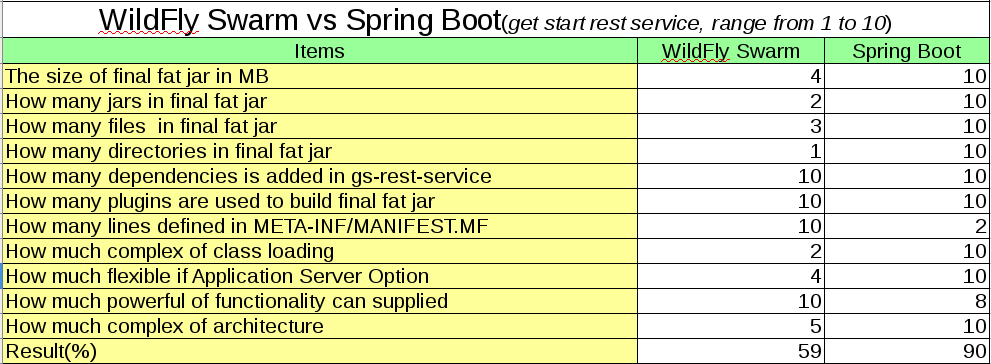 WildFly Swarm vs Spring Boot(get start rest service, range from 1 to 10)
Items WildFly Swarm Spring Boot
The size of final fat jar in MB 4 10
How many jars in final fat jar 2 10
How many files  in final fat jar 3 10
How many directories in final fat jar 1 10
How many dependencies is added in gs-rest-service 10 10
How many plugins are used to build final fat jar 10 10
How many lines defined in META-INF/MANIFEST.MF 10 2
How much complex of class loading 2 10
How much flexible if Application Server Option 4 10
How much powerful of functionality can supplied 10 8
How much complex of architecture 5 10
Result(%) 59 90